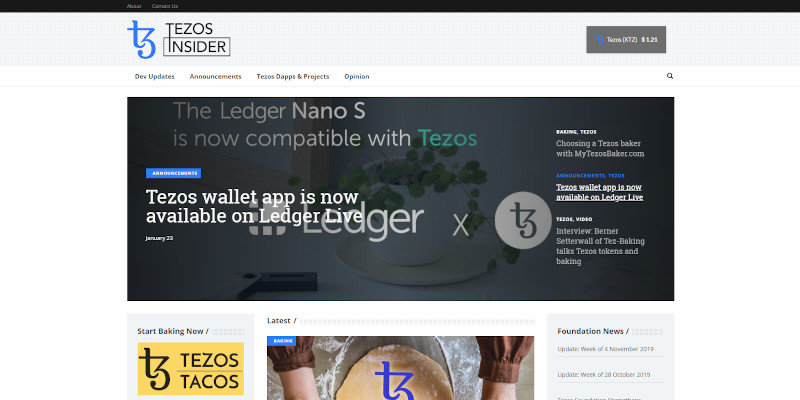 About Contact Us
TEZOS
INSIDER
Tezos (XTZ) $ 1.21
Dev Updates Announcements Tezos Dapps & Projects Opinion
The Ledger Nano S
is now compatible with Tezos
ANNOUNCEMENTS
Tezos wallet app is now
available on Ledger Live
January 23
Ledger X
BAKING, TEZOS
Choosing a Tezos baker
with MyTezosBaker.com
ANNOUNCEMENTS, TEZOS
Tezos wallet app is now
available on Ledger Live
TEZOS, VIDEO
Interview: Berner
Setterwall of Tez-Baking
talks Tezos tokens and
baking
Start Baking Now /
TEZOS
TACOS
Latest /
BAKING
Foundation News /
Update: Week of 4 November 2019
Update: Week of 28 October 2019
Tezos Foundation Strengthens